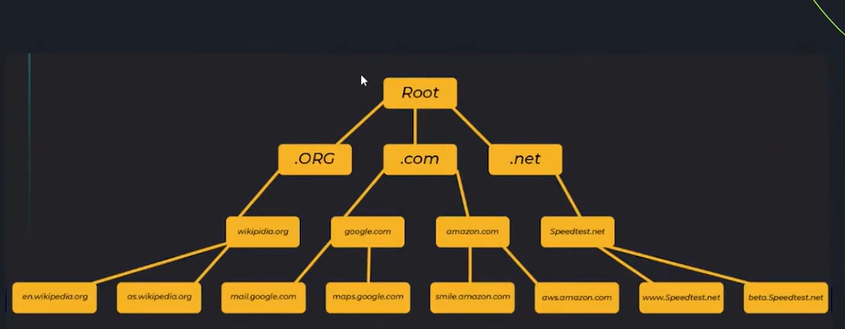 Root
.ORG
.com
.net
wikipidia.org
google.com
amazon.com
Speedtest.net
en.wikipedia.org
as.wikipedia.org
mail.google.com
maps.google.com
smile.amazon.com
aws.amazon.com
www.Speedtest.net
beta.Speedtest.net